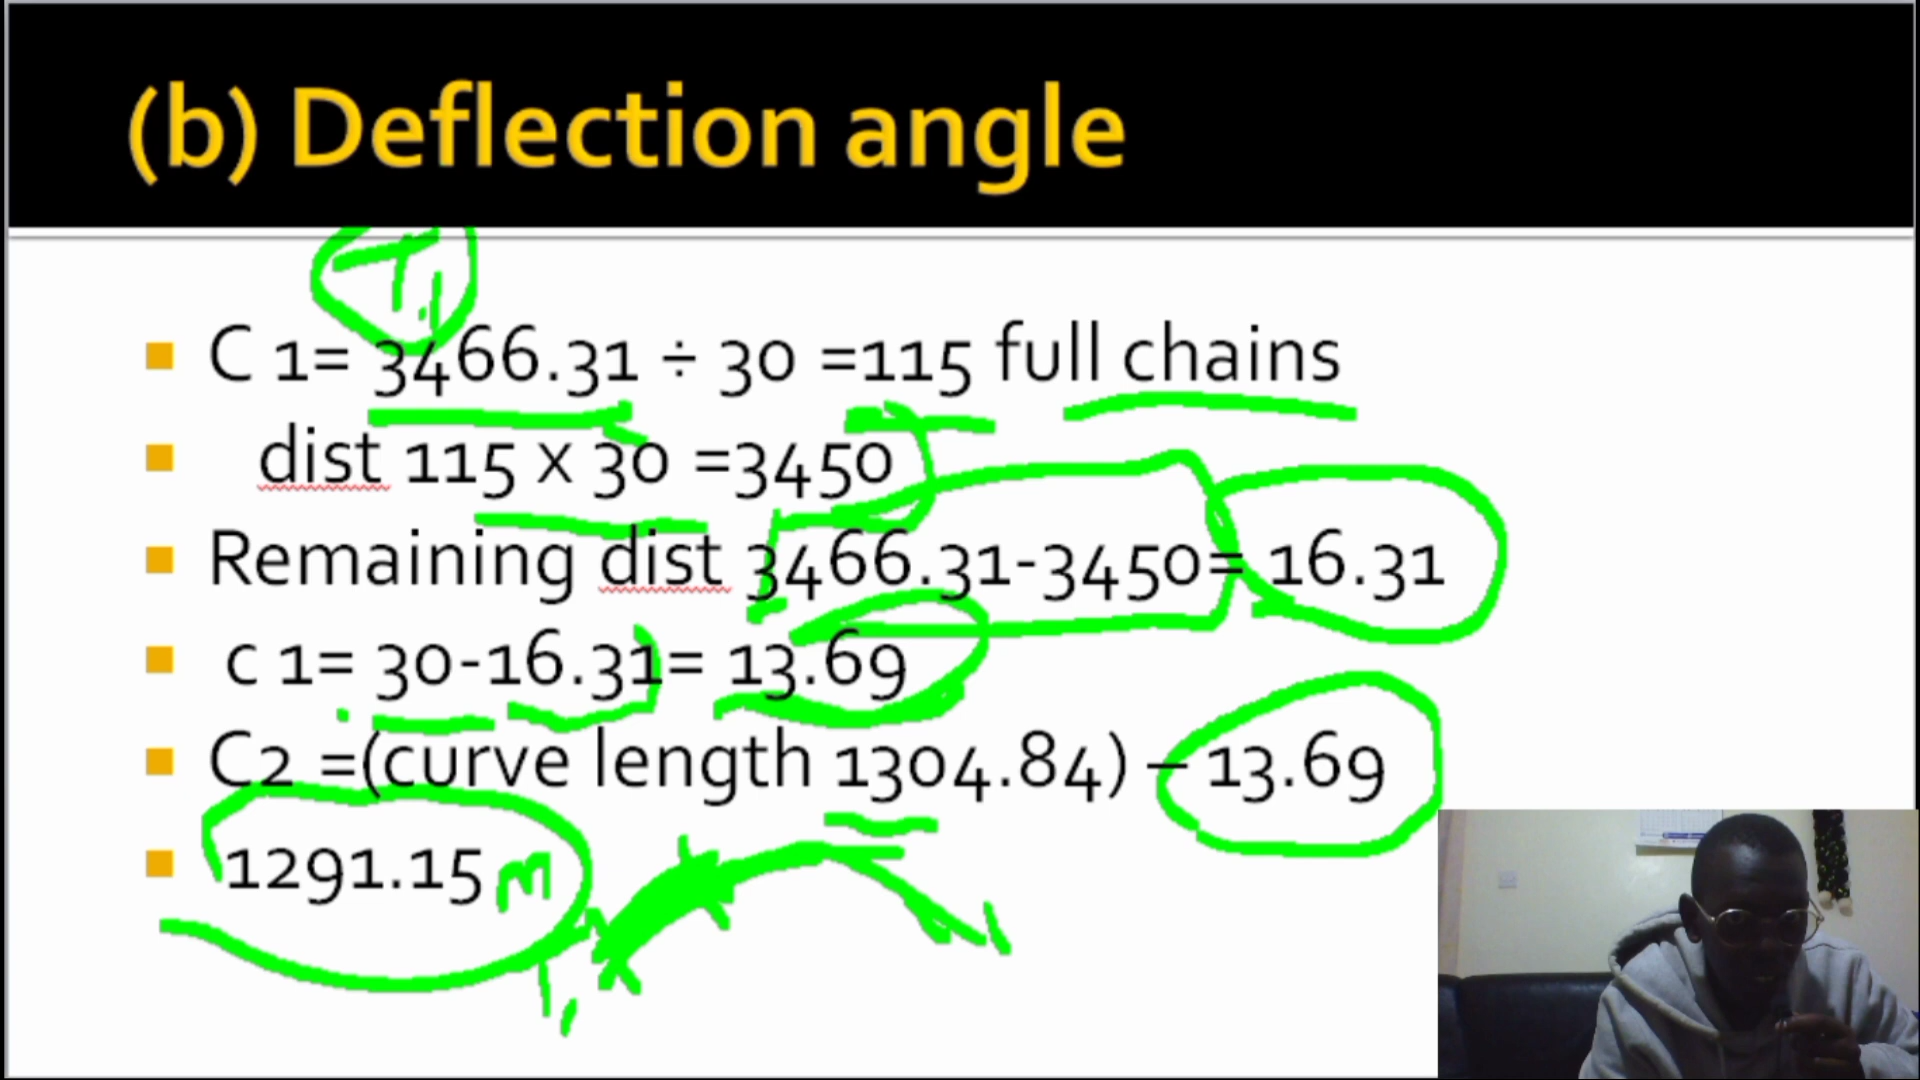 (b) Deflection angle
T1
C 1= 3466.31 ÷ 30 =115 full chains
dist 115 x 30 =3450
Remaining dist 3466.31-3450= 16.31
c 1= 30-16.31= 13.69
C2 =(curve length 1304.84) – 13.69
1291.15 m